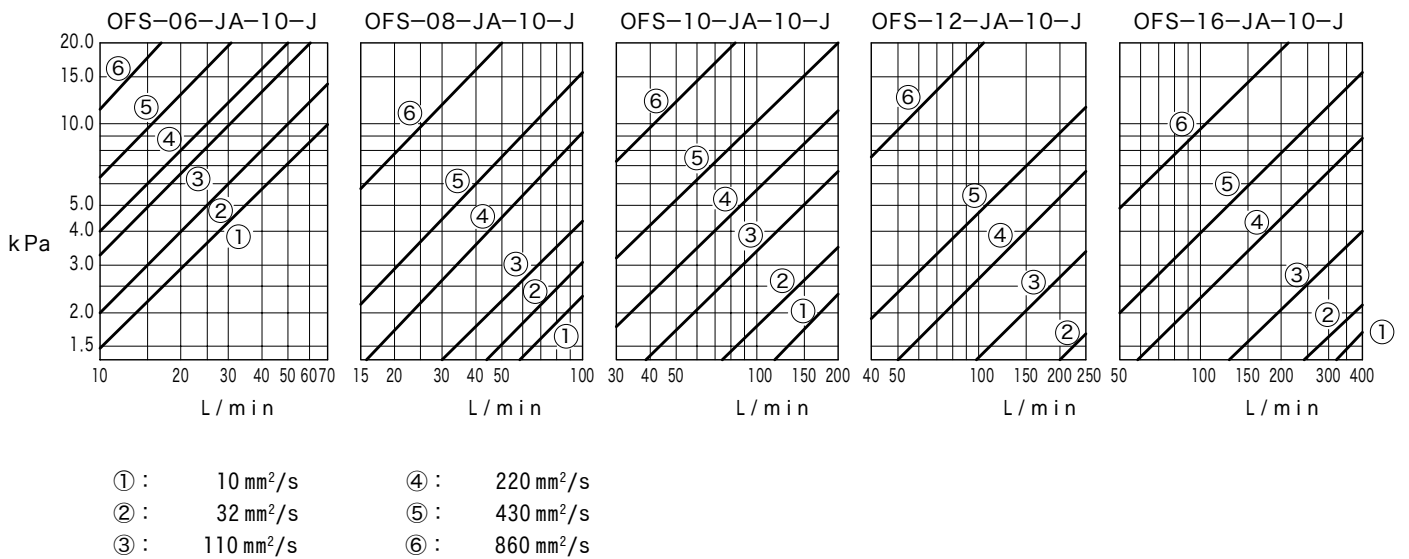 OFS-06-JA-10-J OFS-08-JA-10-J OFS-10-JA-10-J OFS-12-JA-10-J OFS-16-JA-10-J
20.0
15.0
10.0
5.0
4.0
3.0
2.0
1.5
kPa
⑥ ⑤ ④ ③ ② ①
⑥ ⑤ ④ ③ ② ①
⑥ ⑤ ④ ③ ② ①
⑥ ⑤ ④ ③ ②
⑥ ⑤ ④ ③ ② ①
10 20 30 40 50 60 70 15 20 30 40 50 100 30 40 50 100 150 200 40 50 100 150 200 250 50 100 150 200 300 400
L/min L/min L/min L/min L/min
①: 10 mm²/s ④: 220 mm²/s
②: 32 mm²/s ⑤: 430 mm²/s
③: 110 mm²/s ⑥: 860 mm²/s